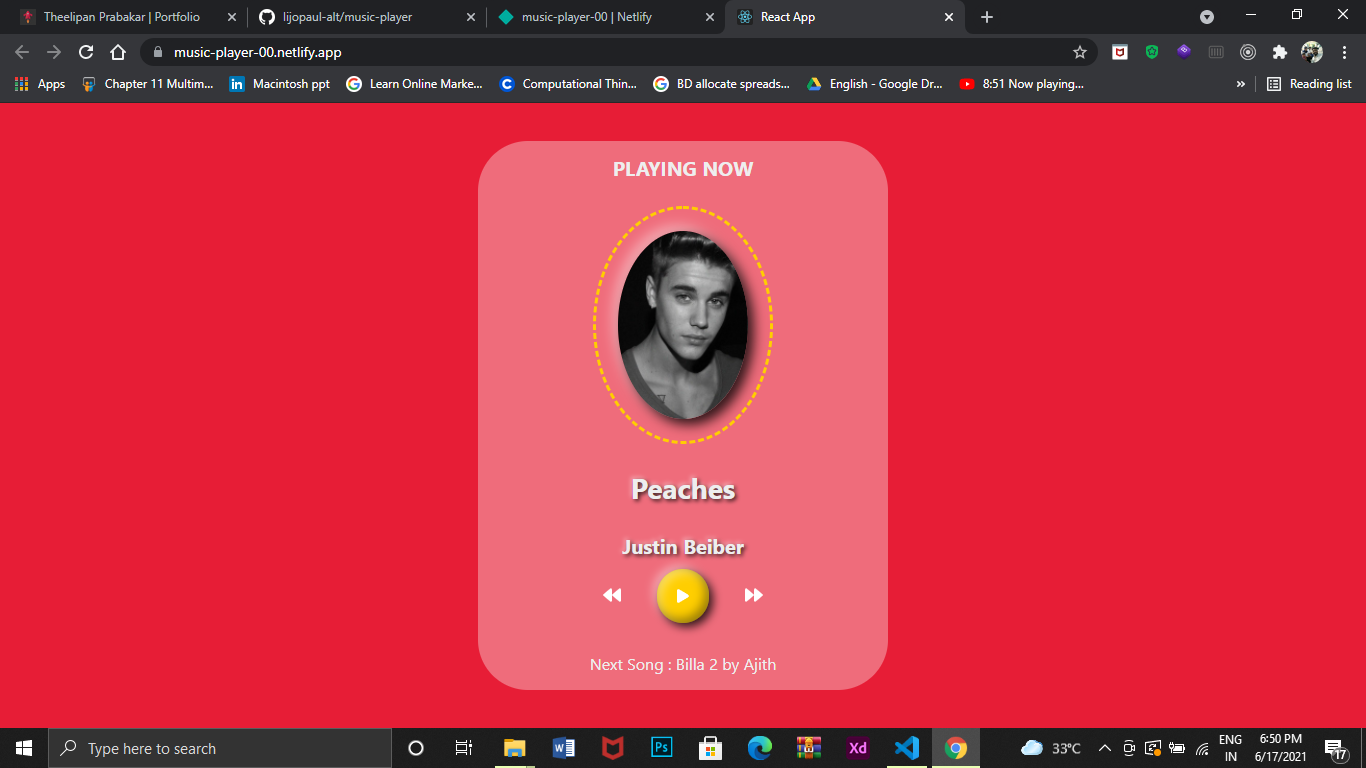 Theelipan Prabakar | Portfolio
lijopaul-alt/music-player
music-player-00 | Netlify
React App
music-player-00.netlify.app
Apps
Chapter 11 Multim...
Macintosh ppt
Learn Online Marke...
Computational Thin...
BD allocate spreads...
English - Google Dr...
8:51 Now playing...
»
Reading list
PLAYING NOW
Peaches
Justin Beiber
Next Song : Billa 2 by Ajith
Type here to search
33°C
ENG
IN
6:50 PM
6/17/2021
17